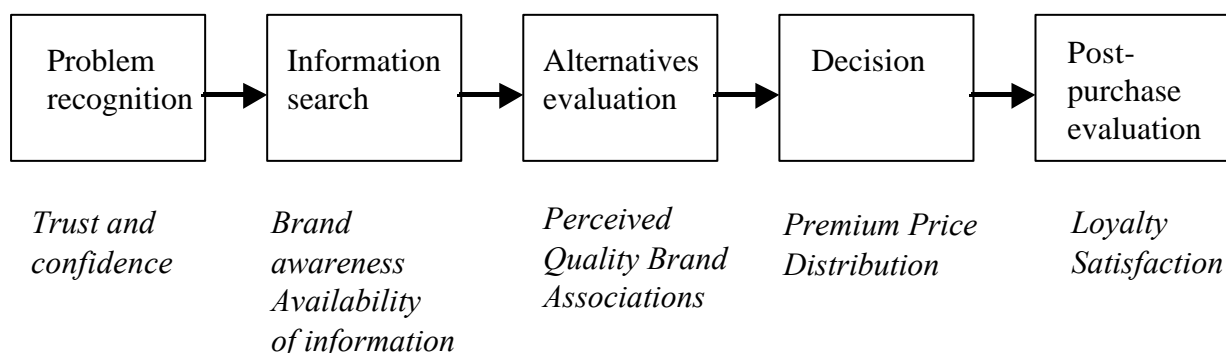 Problem
recognition
Information
search
Alternatives
evaluation
Decision
Post-
purchase
evaluation
Trust and
confidence
Brand
awareness
Availability
of information
Perceived
Quality Brand
Associations
Premium Price
Distribution
Loyalty
Satisfaction